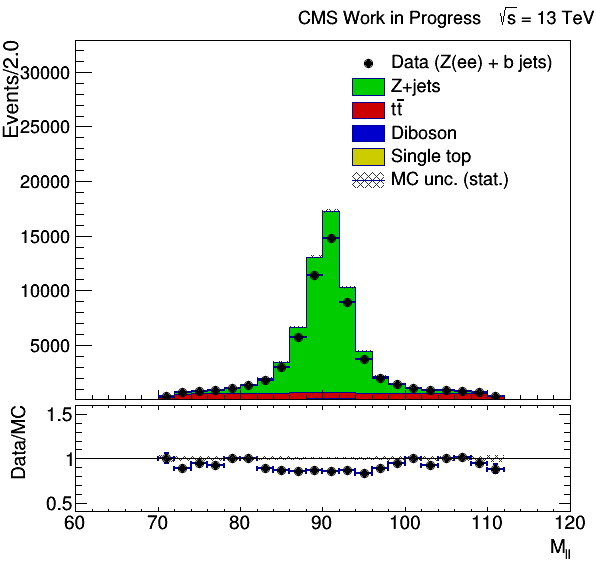 CMS Work in Progress √s = 13 TeV
Events/2.0
30000
25000
20000
15000
10000
5000
Data (Z(ee) + b jets)
Z+jets
tt̄
Diboson
Single top
MC unc. (stat.)
Data/MC
1.5
1
0.5
60 70 80 90 100 110 120
M_ll